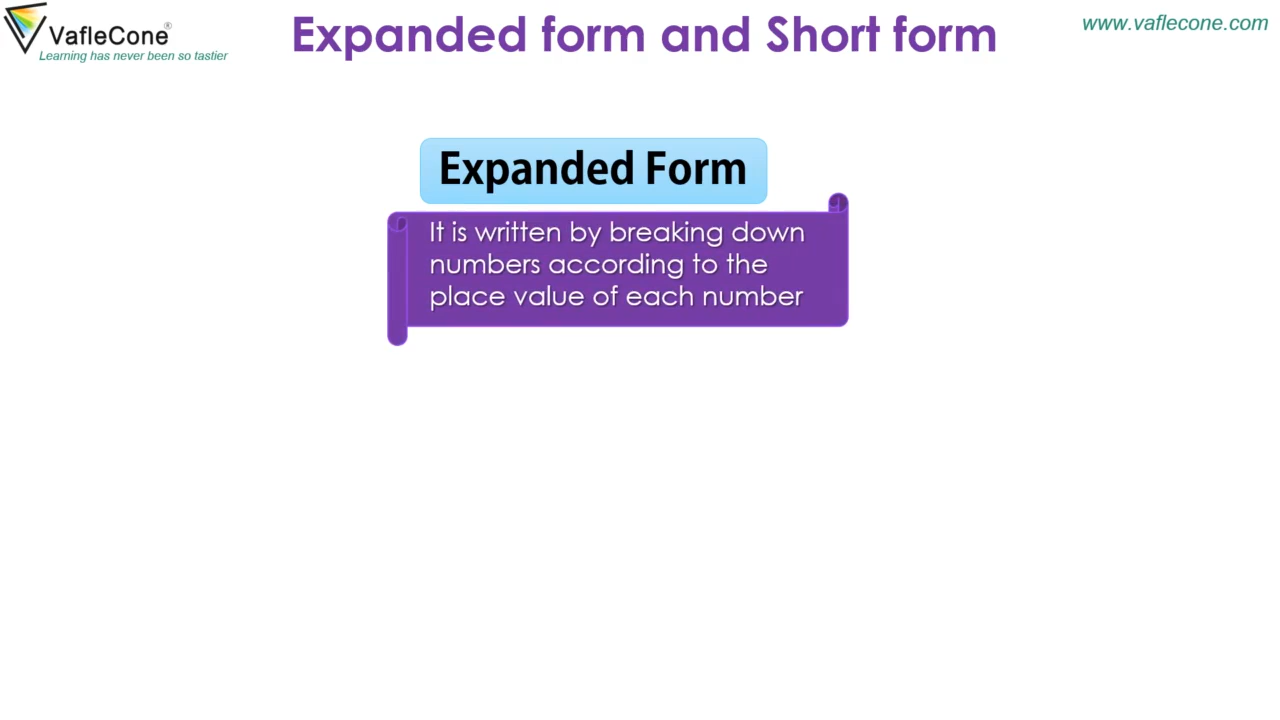 VafleCone®
Learning has never been so tastier
Expanded form and Short form
www.vaflecone.com
Expanded Form
It is written by breaking down
numbers according to the
place value of each number